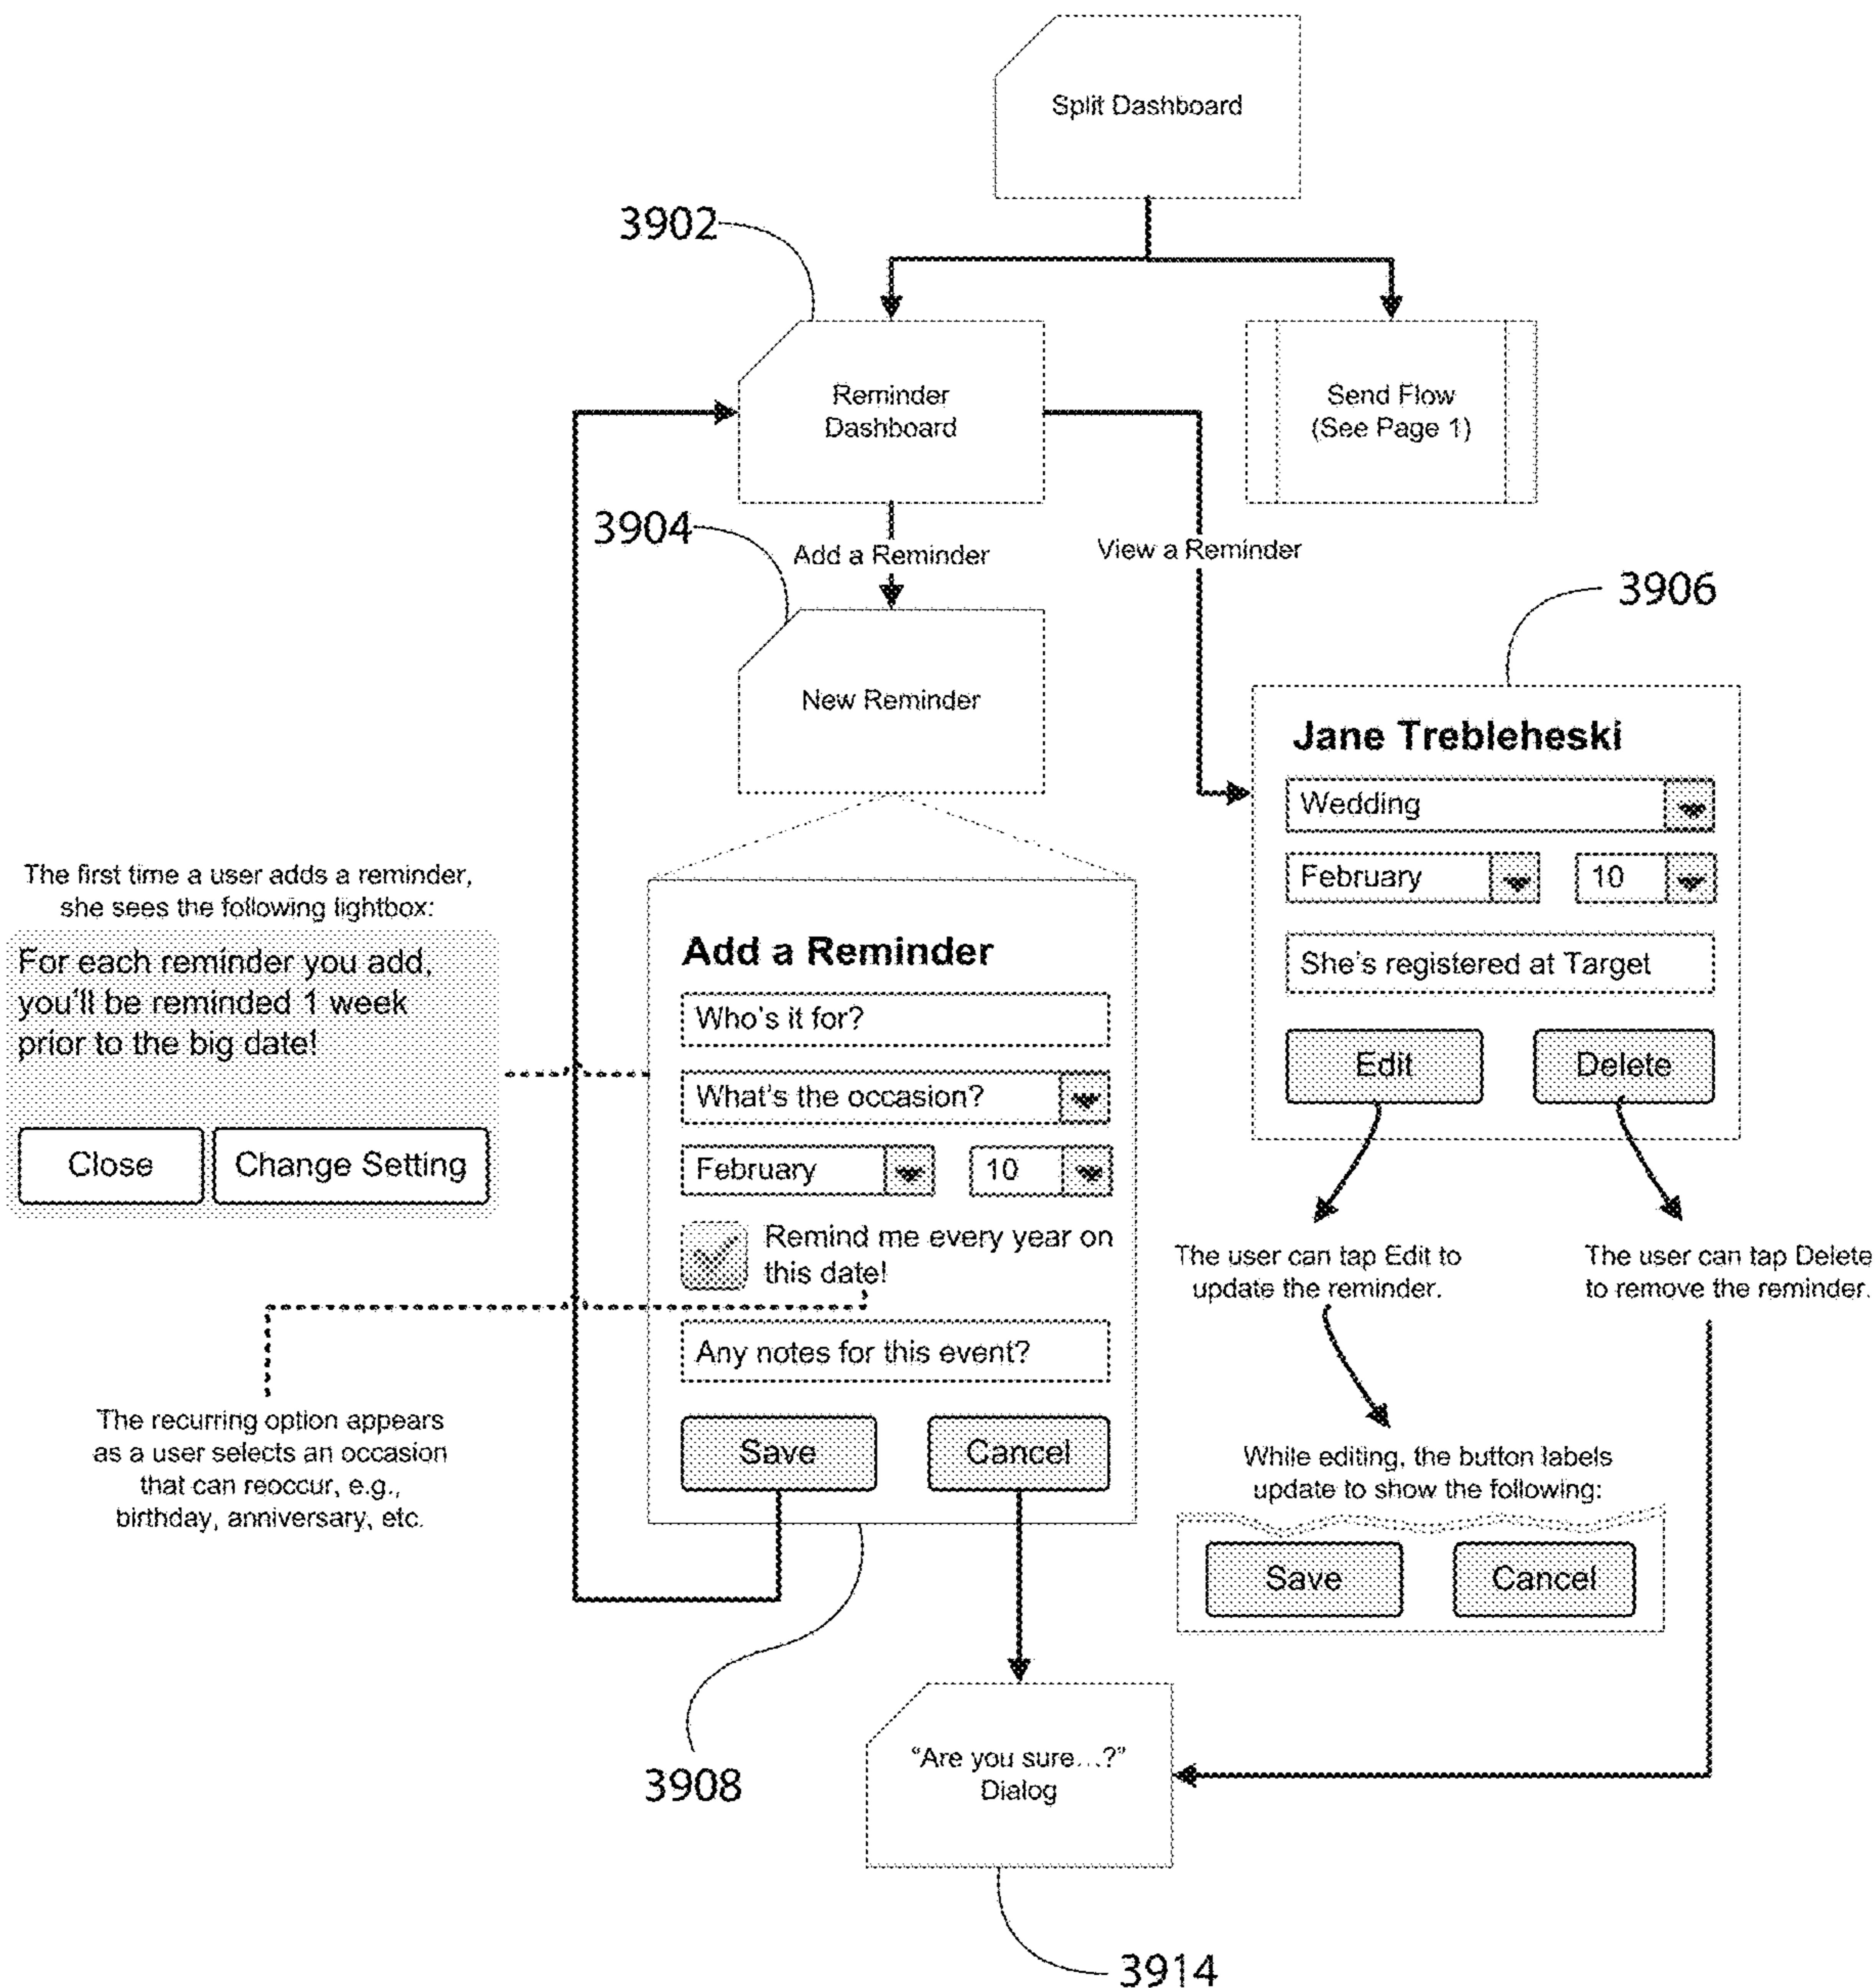 Split Dashboard
3902
Reminder
Dashboard
Send Flow
(See Page 1)
3904
Add a Reminder
View a Reminder
3906
New Reminder
Jane Trebleheski
Wedding
February
10
She's registered at Target
Edit
Delete
The first time a user adds a reminder,
she sees the following lightbox:
For each reminder you add,
you'll be reminded 1 week
prior to the big date!
Close
Change Setting
Add a Reminder
Who's it for?
What's the occasion?
February
10
Remind me every year on
this date!
Any notes for this event?
Save
Cancel
The user can tap Edit to
update the reminder.
The user can tap Delete
to remove the reminder.
The recurring option appears
as a user selects an occasion
that can reoccur, e.g.,
birthday, anniversary, etc.
While editing, the button labels
update to show the following:
Save
Cancel
3908
"Are you sure...?"
Dialog
3914